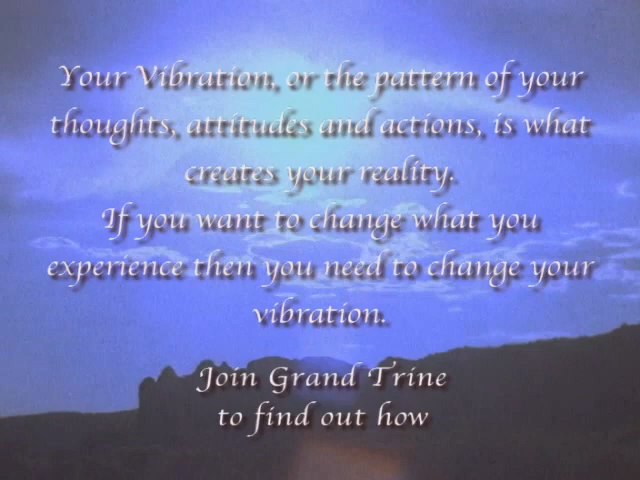 Your Vibration, or the pattern of your
thoughts, attitudes and actions, is what
creates your reality.
If you want to change what you
experience then you need to change your
vibration.
Join Grand Trine
to find out how